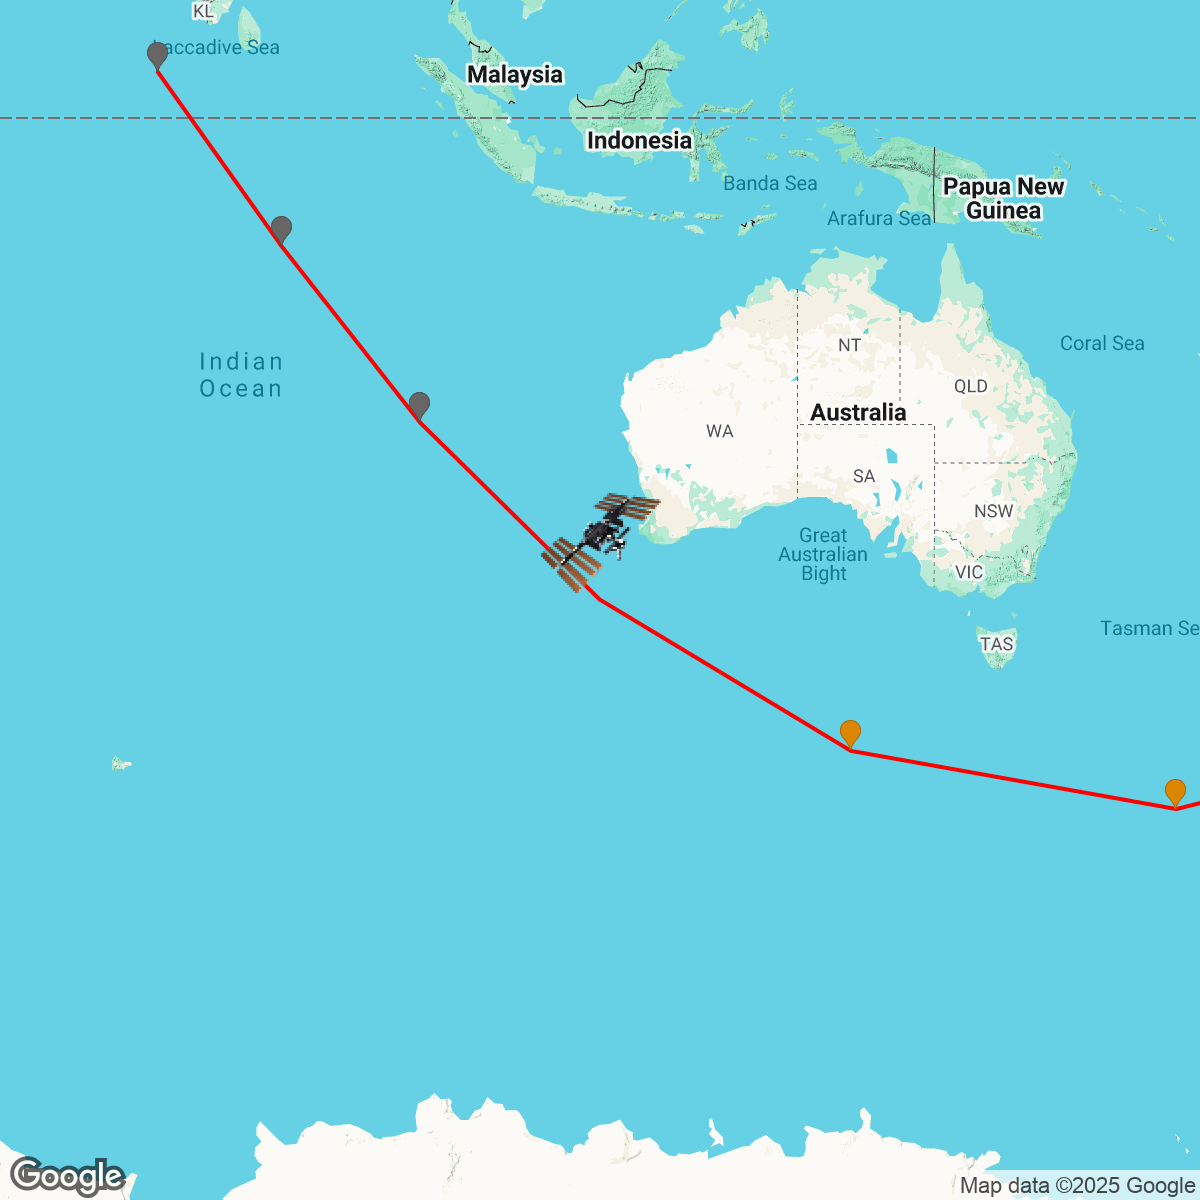 KL
Laccadive Sea
Malaysia
Indonesia
Banda Sea
Papua New
Guinea
Arafura Sea
Indian
Ocean
NT
Coral Sea
QLD
Australia
WA
SA
NSW
Great
Australian
Bight
VIC
TAS
Tasman Se
Google
Map data ©2025 Google